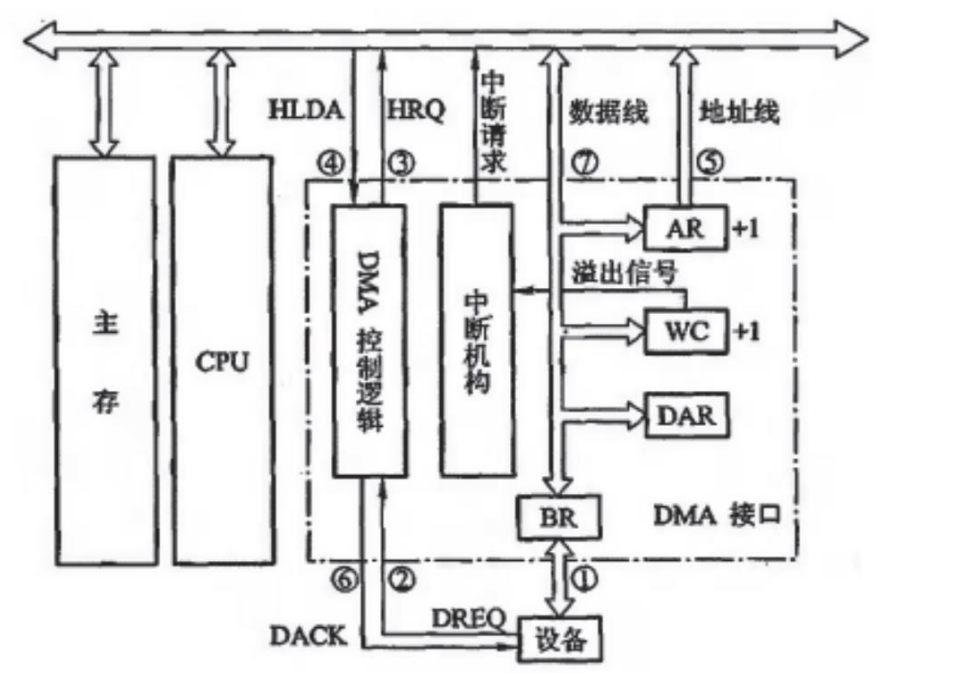 HLDA
HRQ
中断请求
数据线
地址线
④
③
⑦
⑤
主存
CPU
DMA 控制逻辑
中断机构
AR
+1
溢出信号
WC
+1
DAR
BR
DMA 接口
⑥
②
①
DACK
DREQ
设备